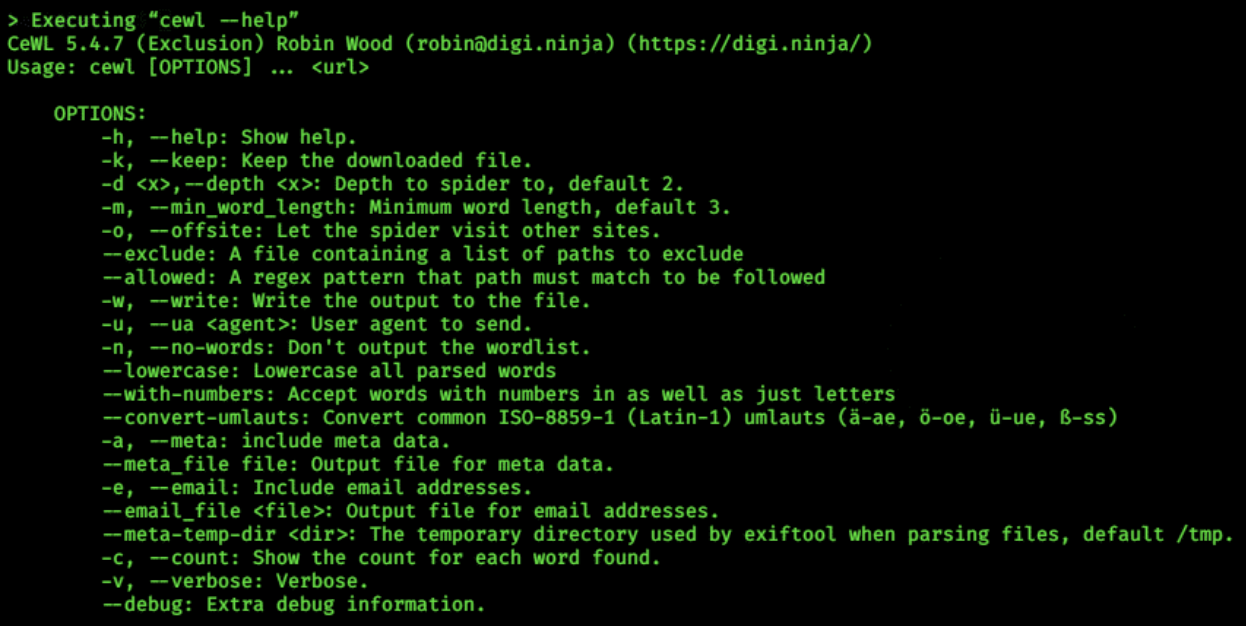 > Executing “cewl --help”
CeWL 5.4.7 (Exclusion) Robin Wood (robin@digi.ninja) (https://digi.ninja/)
Usage: cewl [OPTIONS] ... <url>
OPTIONS:
-h, --help: Show help.
-k, --keep: Keep the downloaded file.
-d <x>,--depth <x>: Depth to spider to, default 2.
-m, --min_word_length: Minimum word length, default 3.
-o, --offsite: Let the spider visit other sites.
--exclude: A file containing a list of paths to exclude
--allowed: A regex pattern that path must match to be followed
-w, --write: Write the output to the file.
-u, --ua <agent>: User agent to send.
-n, --no-words: Don't output the wordlist.
--lowercase: Lowercase all parsed words
--with-numbers: Accept words with numbers in as well as just letters
--convert-umlauts: Convert common ISO-8859-1 (Latin-1) umlauts (ä-ae, ö-oe, ü-ue, ß-ss)
-a, --meta: include meta data.
--meta_file file: Output file for meta data.
-e, --email: Include email addresses.
--email_file <file>: Output file for email addresses.
--meta-temp-dir <dir>: The temporary directory used by exiftool when parsing files, default /tmp.
-c, --count: Show the count for each word found.
-v, --verbose: Verbose.
--debug: Extra debug information.